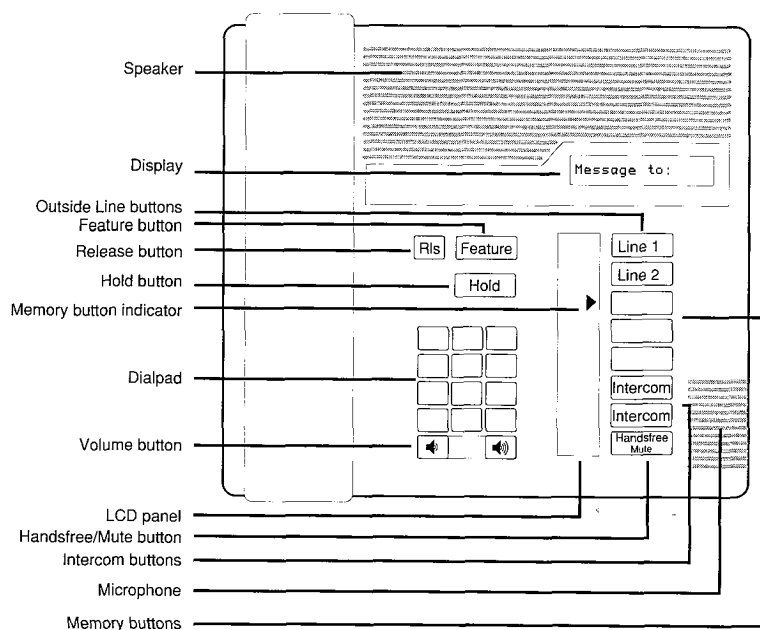 Speaker
Display
Message to:
Outside Line buttons
Feature button
Release button
Rls
Feature
Line 1
Hold button
Hold
Line 2
Memory button indicator
Dialpad
Intercom
Intercom
Volume button
Handsfree
Mute
LCD panel
Handsfree/Mute button
Intercom buttons
Microphone
Memory buttons